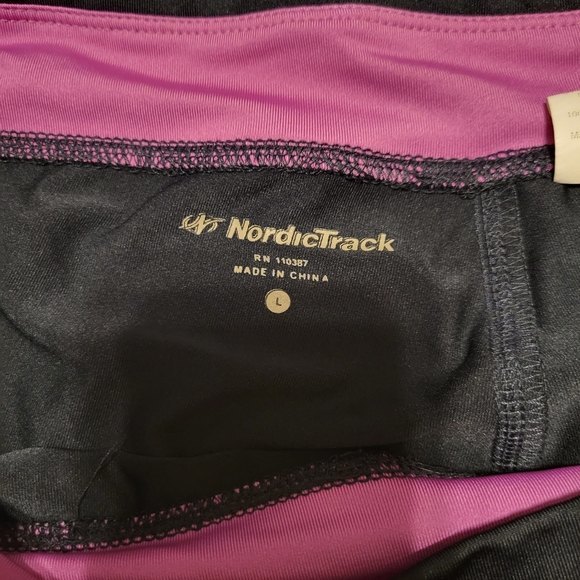 NordicTrack
RN 110387
MADE IN CHINA
L